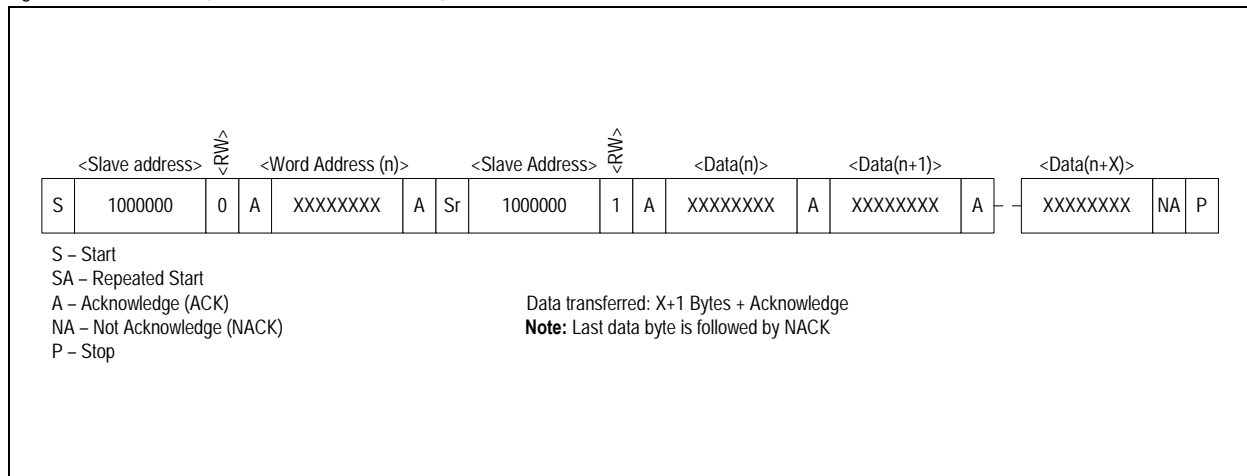 <Slave address> <RW> <Word Address (n)> <Slave Address> <RW> <Data(n)> <Data(n+1)> <Data(n+X)>
S 1000000 0 A XXXXXXXX A Sr 1000000 1 A XXXXXXXX A XXXXXXXX A XXXXXXXX NA P
S – Start
SA – Repeated Start
A – Acknowledge (ACK)
NA – Not Acknowledge (NACK)
P – Stop
Data transferred: X+1 Bytes + Acknowledge
Note: Last data byte is followed by NACK